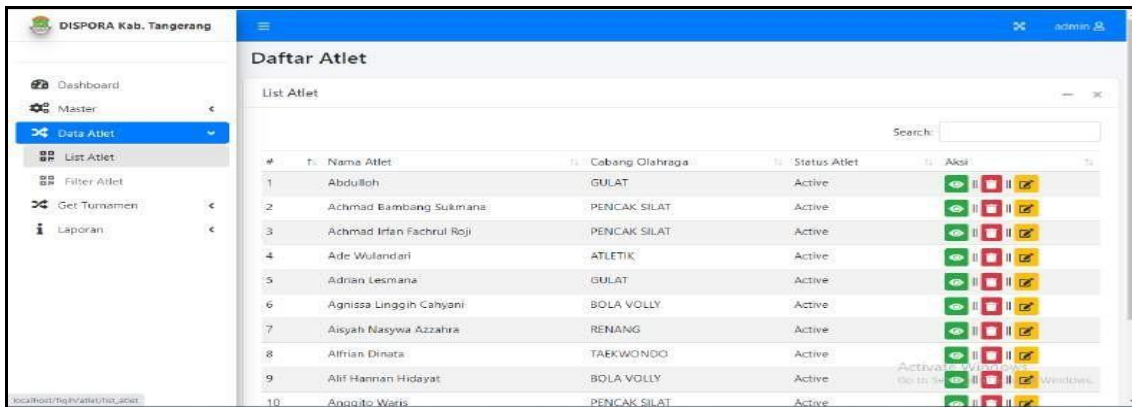 DISPORA Kab. Tangerang
admin
Daftar Atlet
Dashboard
Master
Data Atlet
List Atlet
Filter Atlet
Get Turnamen
Laporan
List Atlet
Search:
# Nama Atlet Cabang Olahraga Status Atlet Aksi
1 Abdulloh GULAT Active
2 Achmad Bambang Sukmana PENCAK SILAT Active
3 Achmad Irfan Fachrul Roji PENCAK SILAT Active
4 Ade Wulandari ATLETIK Active
5 Adrian Lesmana GULAT Active
6 Agnissa Linggih Cahyani BOLA VOLLY Active
7 Aisyah Nasywa Azzahra RENANG Active
8 Alfrian Dinata TAEKWONDO Active
9 Alif Hannan Hidayat BOLA VOLLY Active
10 Anggito Waris PENCAK SILAT Active
Activate Windows
Go to Windows.